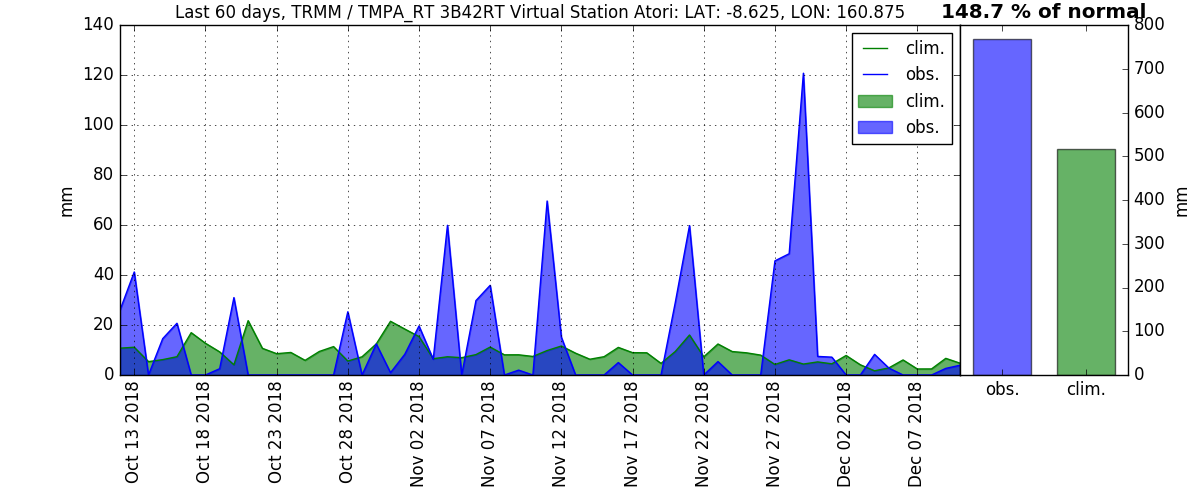 Last 60 days, TRMM / TMPA_RT 3B42RT Virtual Station Atori: LAT: -8.625, LON: 160.875
148.7 % of normal
140
120
100
80
60
40
20
0
mm
clim.
obs.
clim.
obs.
800
700
600
500
400
300
200
100
0
mm
Oct 13 2018
Oct 18 2018
Oct 23 2018
Oct 28 2018
Nov 02 2018
Nov 07 2018
Nov 12 2018
Nov 17 2018
Nov 22 2018
Nov 27 2018
Dec 02 2018
Dec 07 2018
obs.
clim.